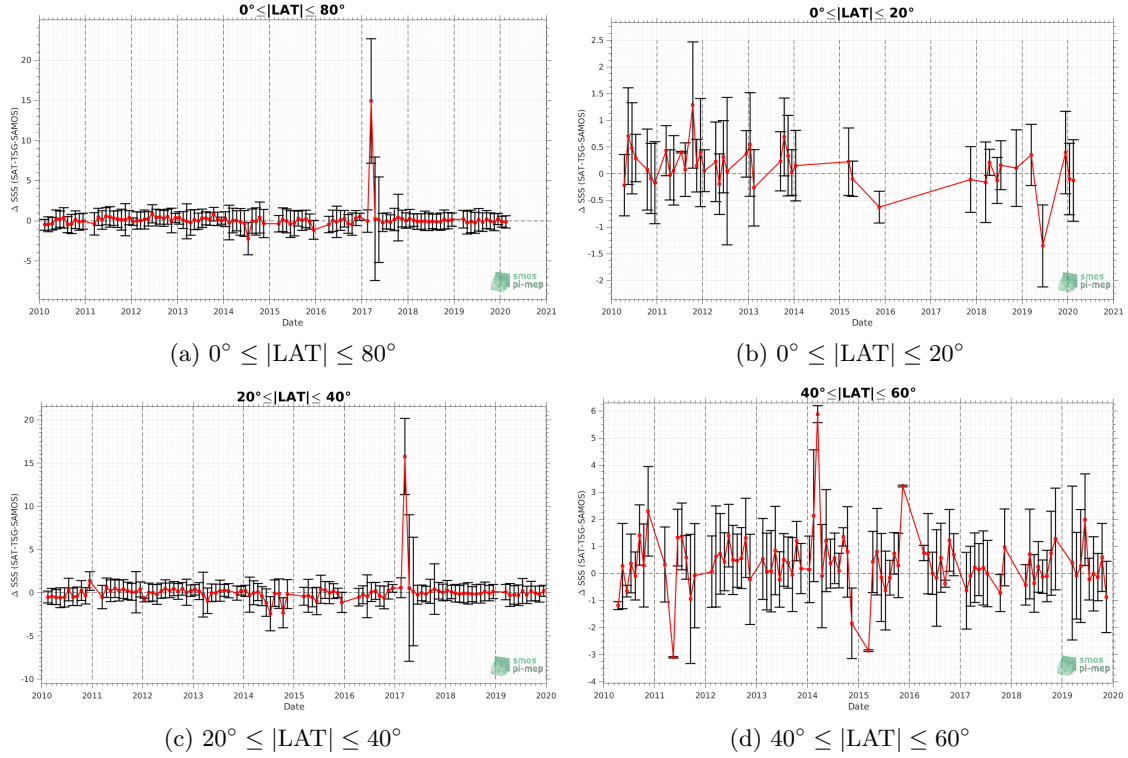 0°≤|LAT|≤ 80°
Δ SSS (SAT-TSG-SAMOS)
20
15
10
5
0
-5
2010 2011 2012 2013 2014 2015 2016 2017 2018 2019 2020 2021
Date
smos
pi-mep
(a) 0° ≤ |LAT| ≤ 80°
0°≤|LAT|≤ 20°
Δ SSS (SAT-TSG-SAMOS)
2.5
2
1.5
1
0.5
0
-0.5
-1
-1.5
-2
2010 2011 2012 2013 2014 2015 2016 2017 2018 2019 2020 2021
Date
smos
pi-mep
(b) 0° ≤ |LAT| ≤ 20°
20°≤|LAT|≤ 40°
Δ SSS (SAT-TSG-SAMOS)
20
15
10
5
0
-5
-10
2010 2011 2012 2013 2014 2015 2016 2017 2018 2019 2020
Date
smos
pi-mep
(c) 20° ≤ |LAT| ≤ 40°
40°≤|LAT|≤ 60°
Δ SSS (SAT-TSG-SAMOS)
6
5
4
3
2
1
0
-1
-2
-3
-4
2010 2011 2012 2013 2014 2015 2016 2017 2018 2019 2020
Date
smos
pi-mep
(d) 40° ≤ |LAT| ≤ 60°